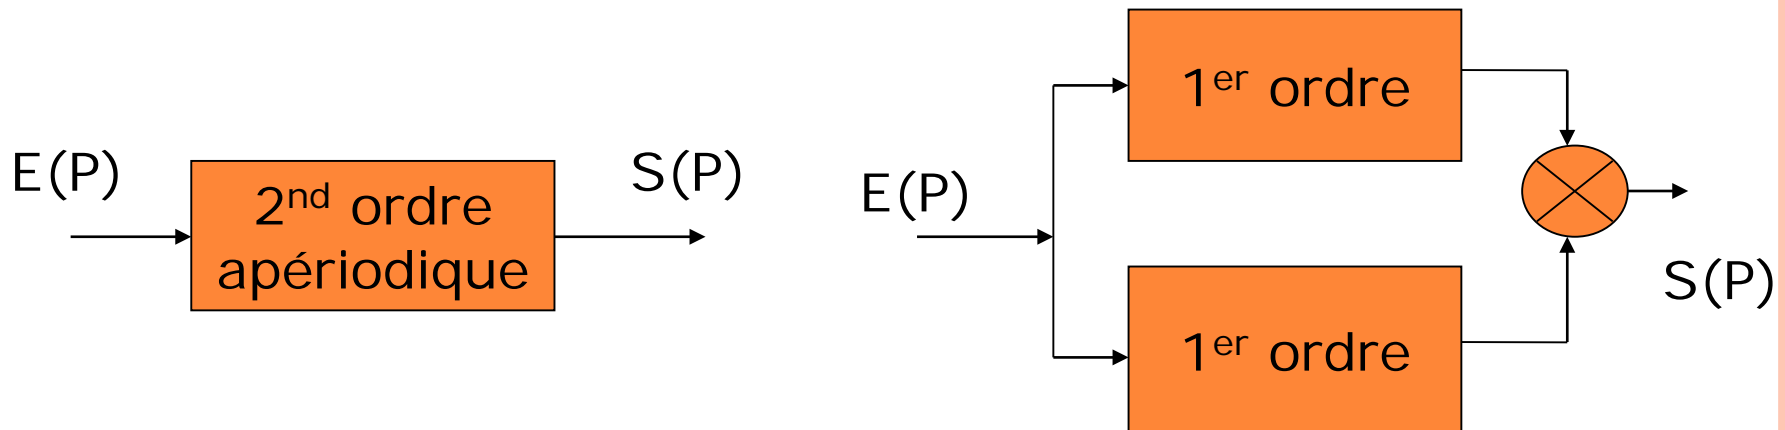 E(P)
2nd ordre
apériodique
S(P)
E(P)
1er ordre
1er ordre
S(P)